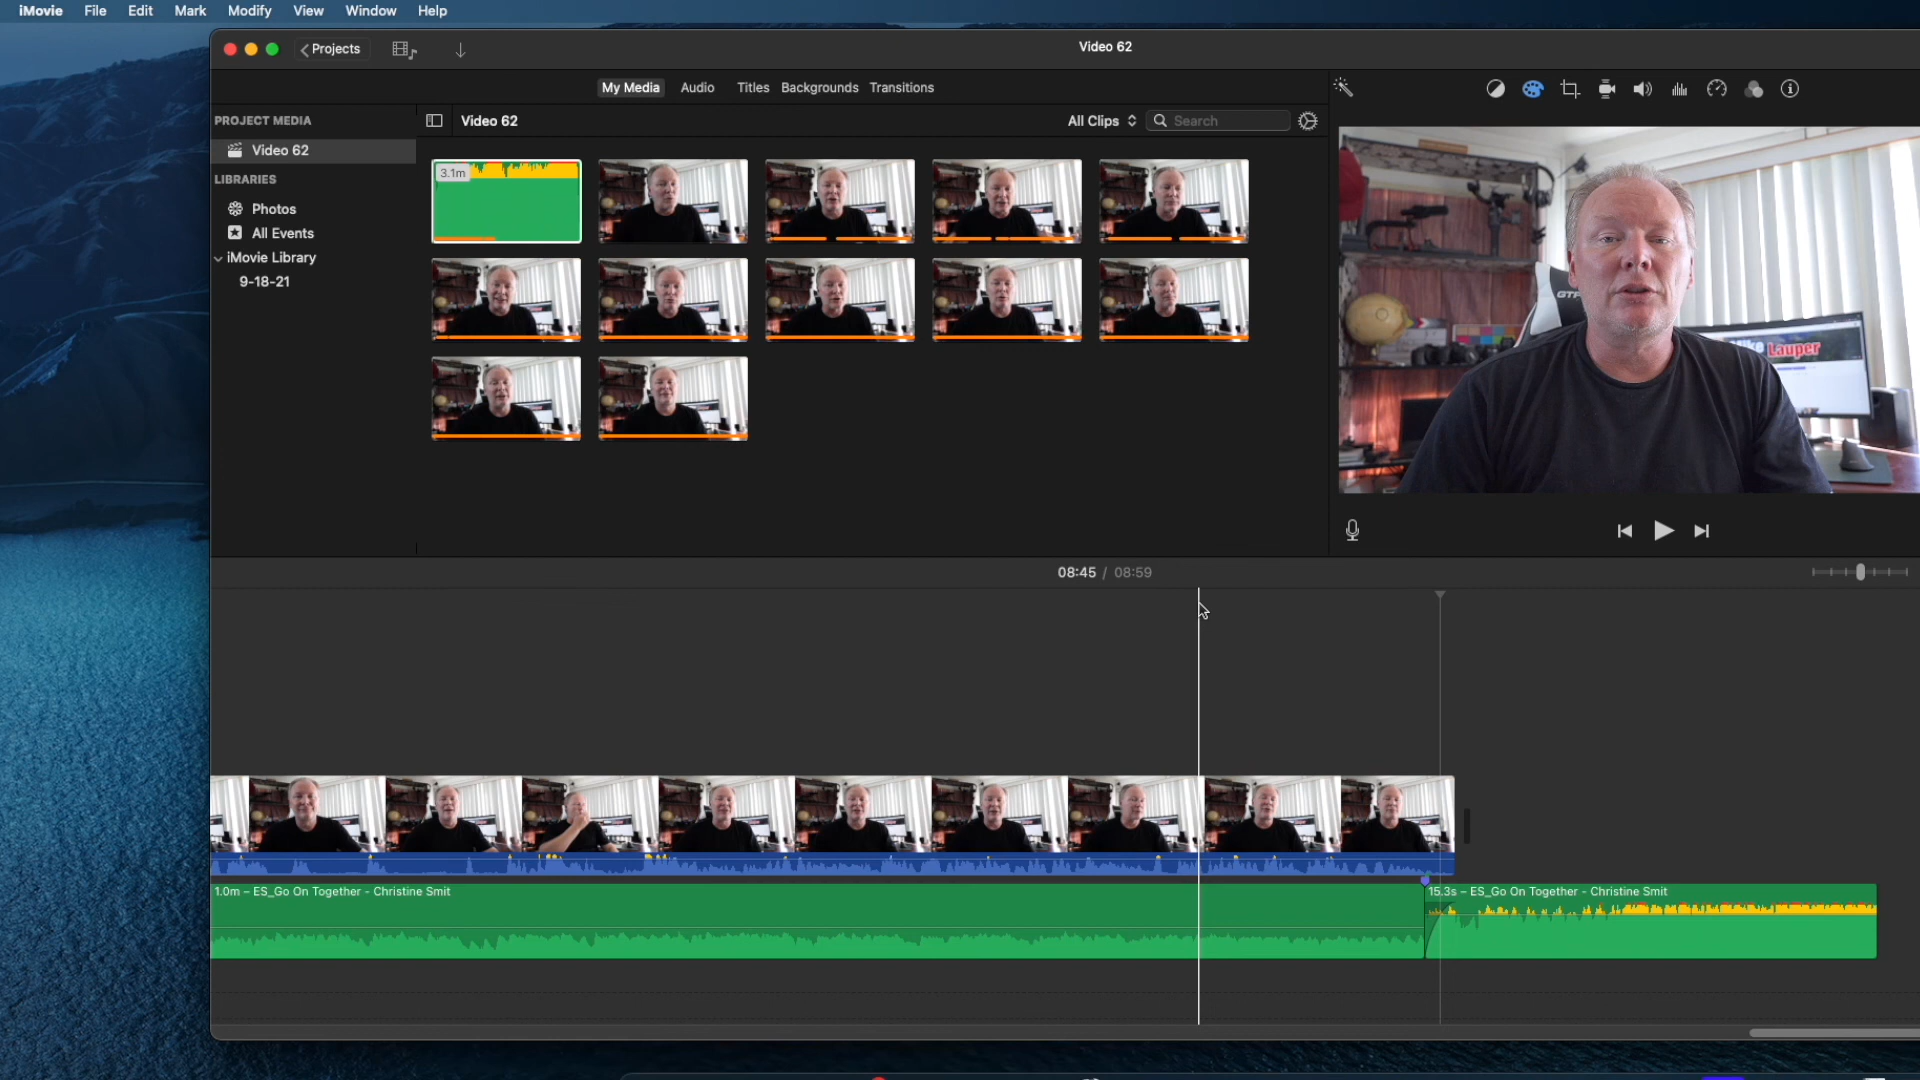 iMovie File Edit Mark Modify View Window Help
Projects
Video 62
My Media Audio Titles Backgrounds Transitions
PROJECT MEDIA
Video 62
All Clips
Search
Video 62
LIBRARIES
Photos
All Events
iMovie Library
9-18-21
3.1m
Lauper
08:45 / 08:59
1.0m – ES_Go On Together - Christine Smit
15.3s – ES_Go On Together - Christine Smit